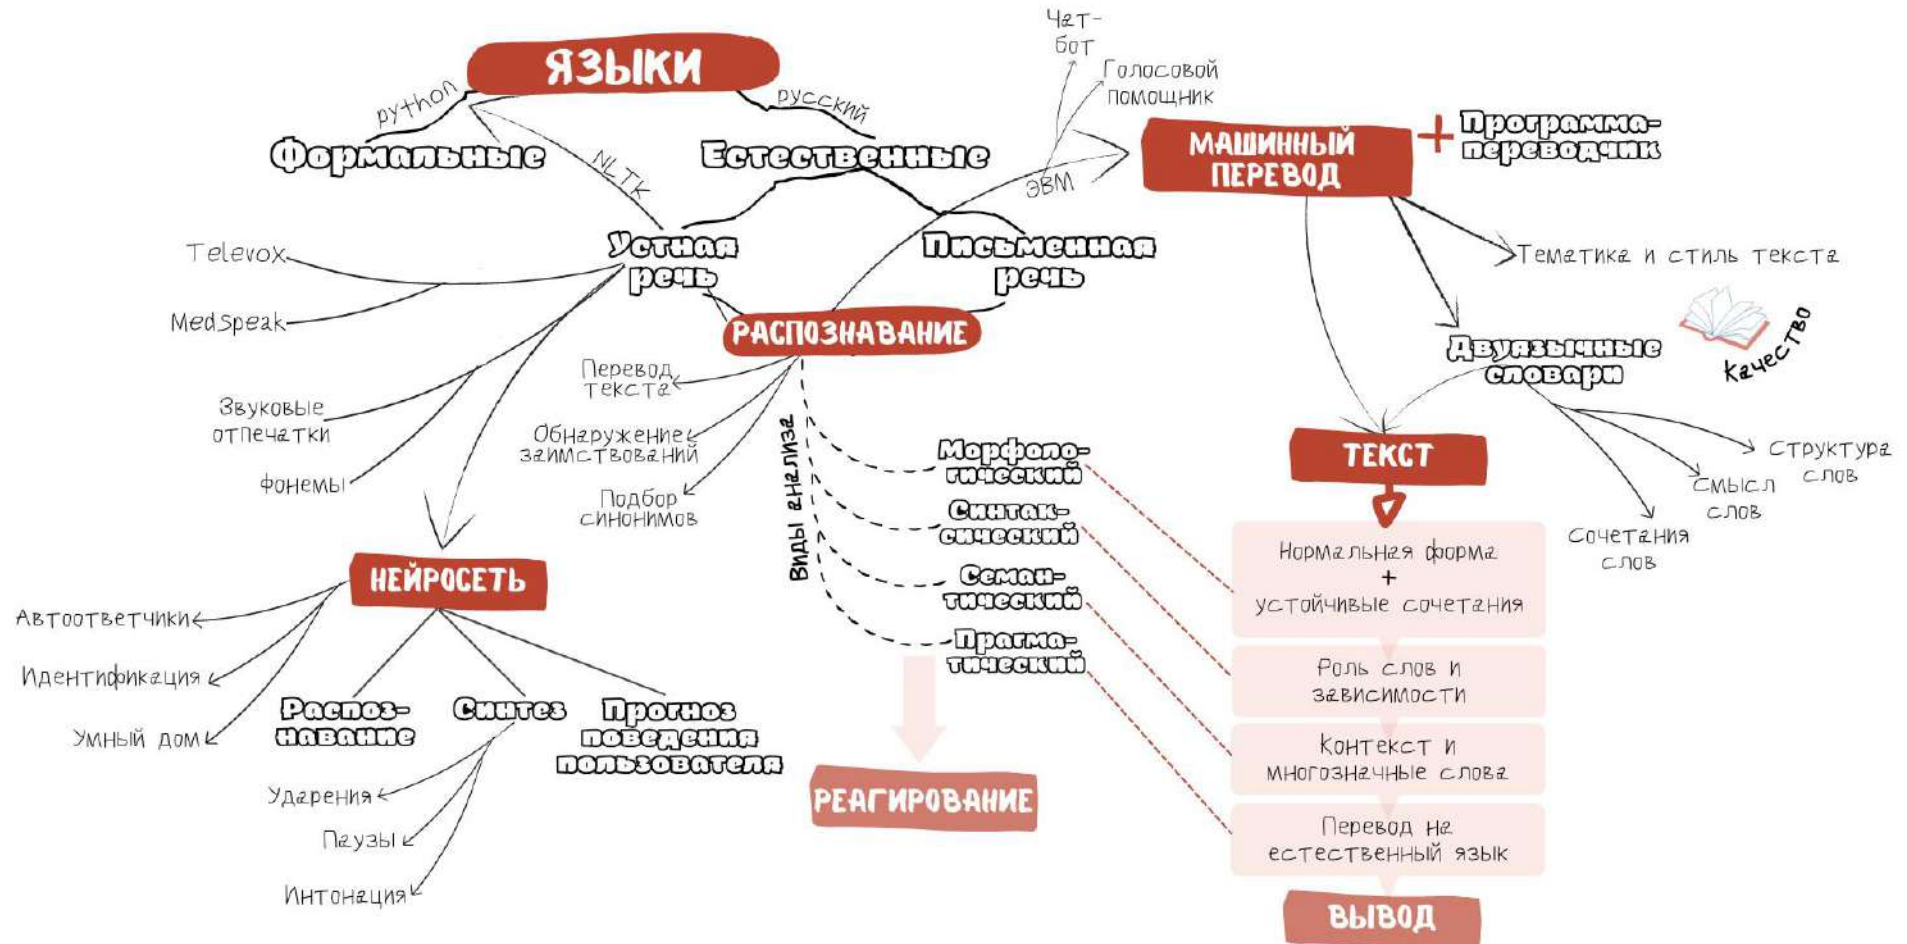 ЯЗЫКИ
python
русский
Формальные
Естественные
NLTK
Чат-
бот
Голосовой
помощник
ЭВМ
МАШИННЫЙ
ПЕРЕВОД
+
Программа-
переводчик
Устная
речь
Письменная
речь
Televox
MedSpeak
Звуковые
отпечатки
Фонемы
РАСПОЗНАВАНИЕ
Перевод
текста
Обнаружение
заимствований
Подбор
синонимов
Виды анализа
Морфоло-
гический
Синтак-
сический
Семан-
тический
Прагма-
тический
РЕАГИРОВАНИЕ
Тематика и стиль текста
Качество
Двуязычные
словари
Структура
слов
Смысл
слов
Сочетания
слов
ТЕКСТ
Нормальная форма
+
устойчивые сочетания
Роль слов и
зависимости
Контекст и
многозначные слова
Перевод на
естественный язык
ВЫВОД
НЕЙРОСЕТЬ
Автоответчики
Идентификация
Умный дом
Распоз-
навание
Синтез
Прогноз
поведения
пользователя
Ударения
Паузы
Интонация